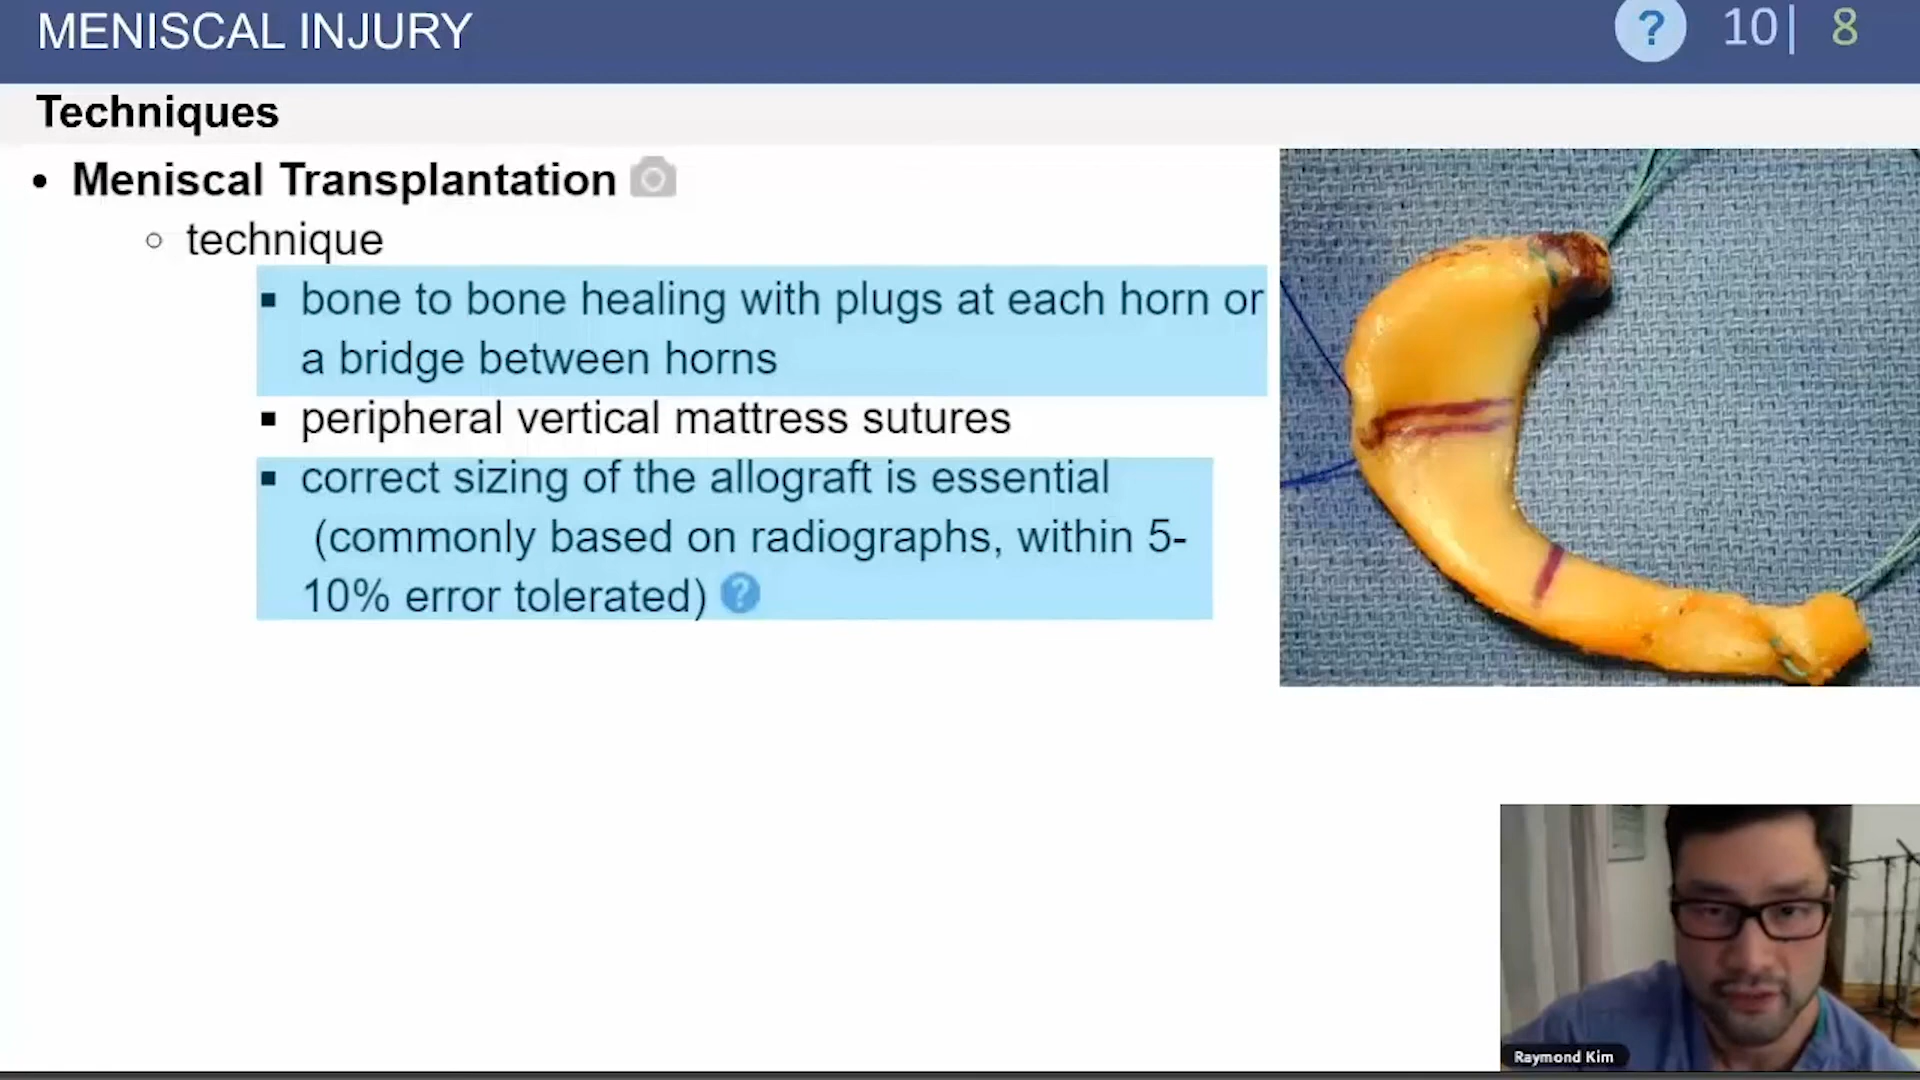 MENISCAL INJURY
? 10| 8
Techniques
• Meniscal Transplantation
○ technique
▪ bone to bone healing with plugs at each horn or
a bridge between horns
▪ peripheral vertical mattress sutures
▪ correct sizing of the allograft is essential
(commonly based on radiographs, within 5-
10% error tolerated) ?
Raymond Kim